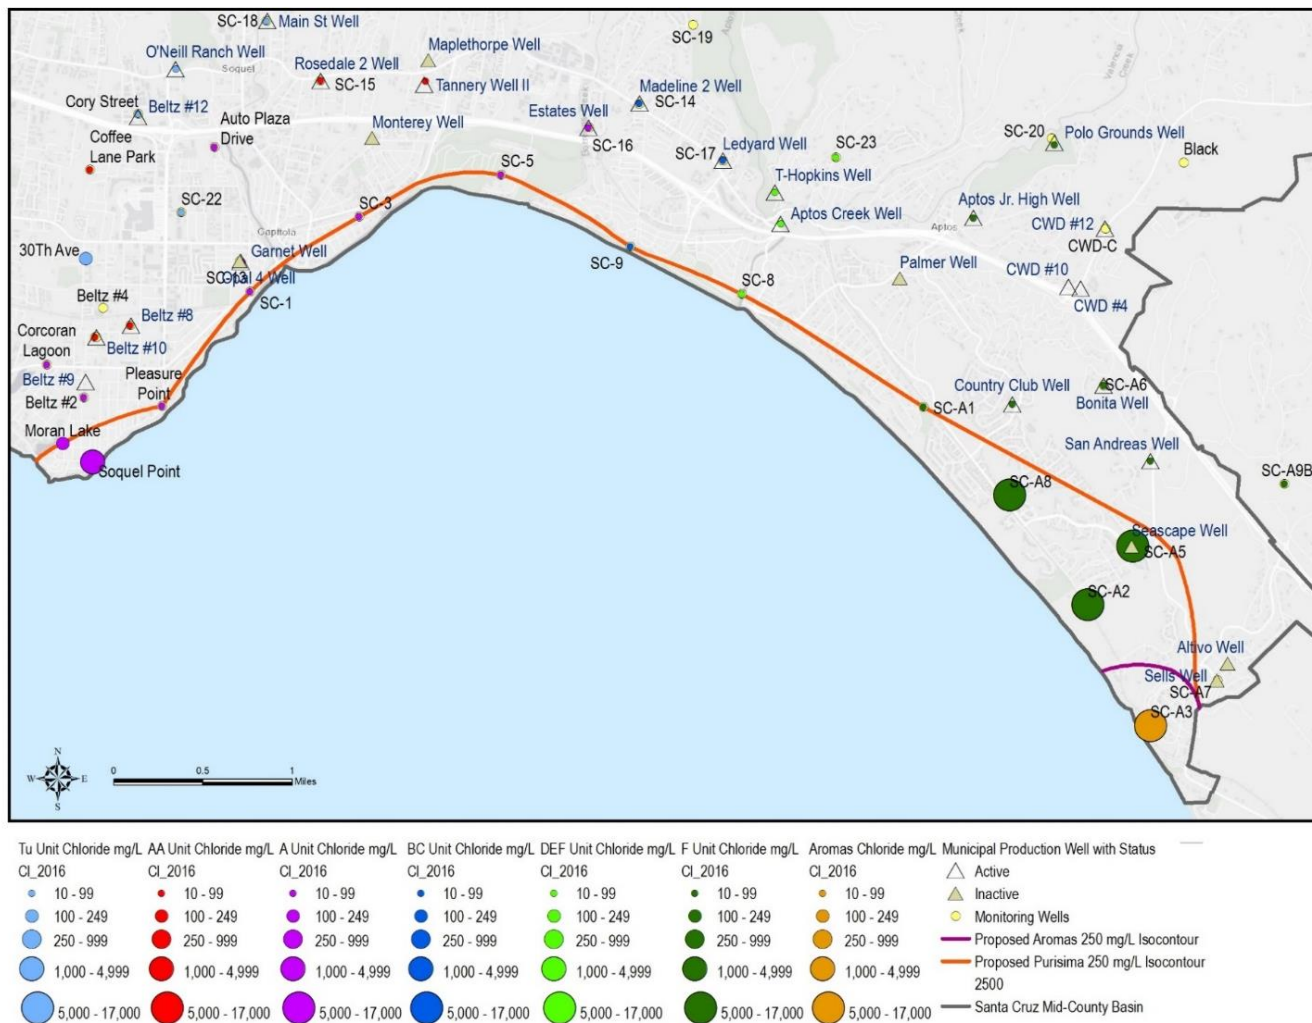 SC-18
Main St Well
SC-19
O'Neill Ranch Well
Soquel
Maplethorpe Well
Rosedale 2 Well
SC-15
Tannery Well II
Madeline 2 Well
SC-14
Valencia
Creek
Cory Street
Beltz #12
Auto Plaza
Drive
Coffee
Lane Park
Monterey Well
Estates Well
SC-16
SC-17
Ledyard Well
SC-23
SC-20
Polo Grounds Well
Black
SC-5
T-Hopkins Well
SC-22
SC-3
Capitola
Aptos Creek Well
Aptos Jr. High Well
Aptos
CWD #12
CWD-C
30Th Ave
Garnet Well
SC-13
Opal 4 Well
SC-1
SC-9
SC-8
Palmer Well
CWD #10
CWD #4
Beltz #4
Beltz #8
Beltz #10
Corcoran
Lagoon
Beltz #9
Beltz #2
Pleasure
Point
Moran Lake
Soquel Point
Country Club Well
SC-A1
SC-A6
Bonita Well
San Andreas Well
SC-A8
SC-A9B
Seascape Well
SC-A5
SC-A2
Altivo Well
Sells Well
SC-A7
SC-A3
N
W
E
S
0
0.5
1
Miles
Tu Unit Chloride mg/L
Cl_2016
10 - 99
100 - 249
250 - 999
1,000 - 4,999
5,000 - 17,000
AA Unit Chloride mg/L
Cl_2016
10 - 99
100 - 249
250 - 999
1,000 - 4,999
5,000 - 17,000
A Unit Chloride mg/L
Cl_2016
10 - 99
100 - 249
250 - 999
1,000 - 4,999
5,000 - 17,000
BC Unit Chloride mg/L
Cl_2016
10 - 99
100 - 249
250 - 999
1,000 - 4,999
5,000 - 17,000
DEF Unit Chloride mg/L
Cl_2016
10 - 99
100 - 249
250 - 999
1,000 - 4,999
5,000 - 17,000
F Unit Chloride mg/L
Cl_2016
10 - 99
100 - 249
250 - 999
1,000 - 4,999
5,000 - 17,000
Aromas Chloride mg/L
Cl_2016
10 - 99
100 - 249
250 - 999
1,000 - 4,999
5,000 - 17,000
Municipal Production Well with Status
Active
Inactive
Monitoring Wells
Proposed Aromas 250 mg/L Isocontour
Proposed Purisima 250 mg/L Isocontour
2500
Santa Cruz Mid-County Basin